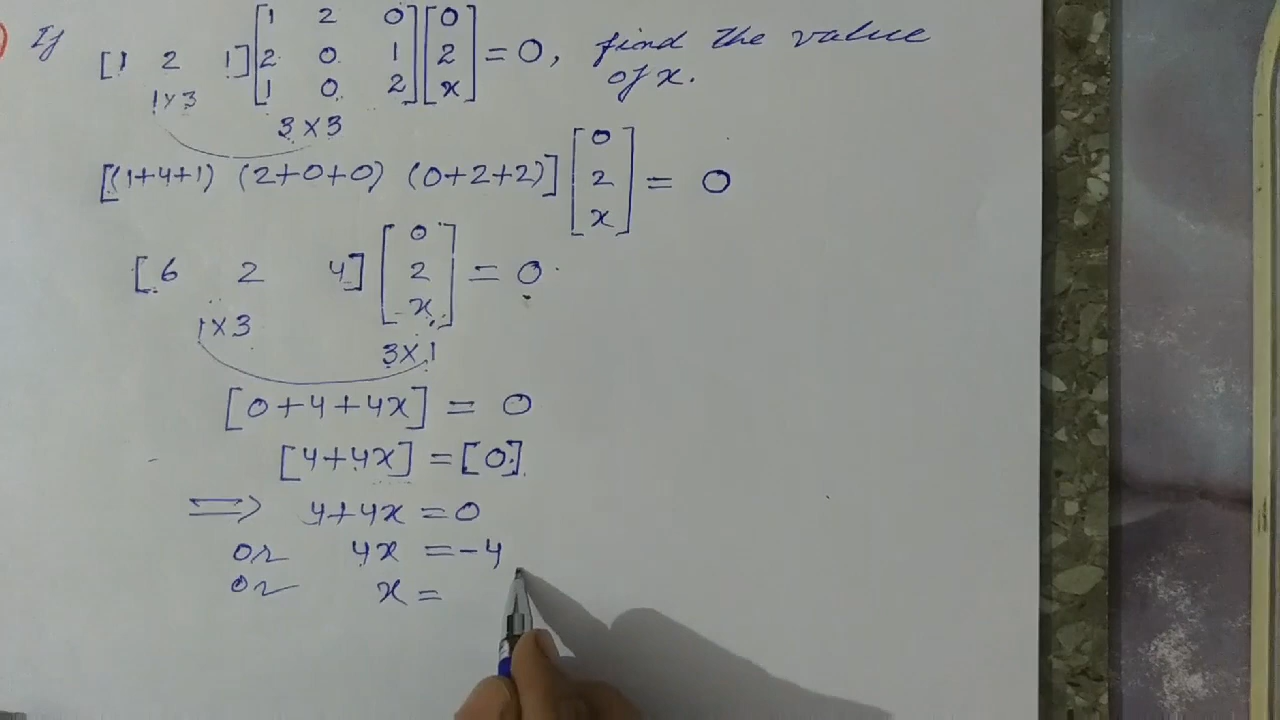 If [1 2 1] [1 2 0 2 0 1 1 0 2] [0 2 x] = 0, find the value of x.
1×3
3×3
[(1+4+1) (2+0+0) (0+2+2)] [0 2 x] = 0
[6 2 4] [0 2 x] = 0
1×3
3×1
[0+4+4x] = 0
[4+4x] = [0]
⟹ 4+4x = 0
or 4x = -4
or x =